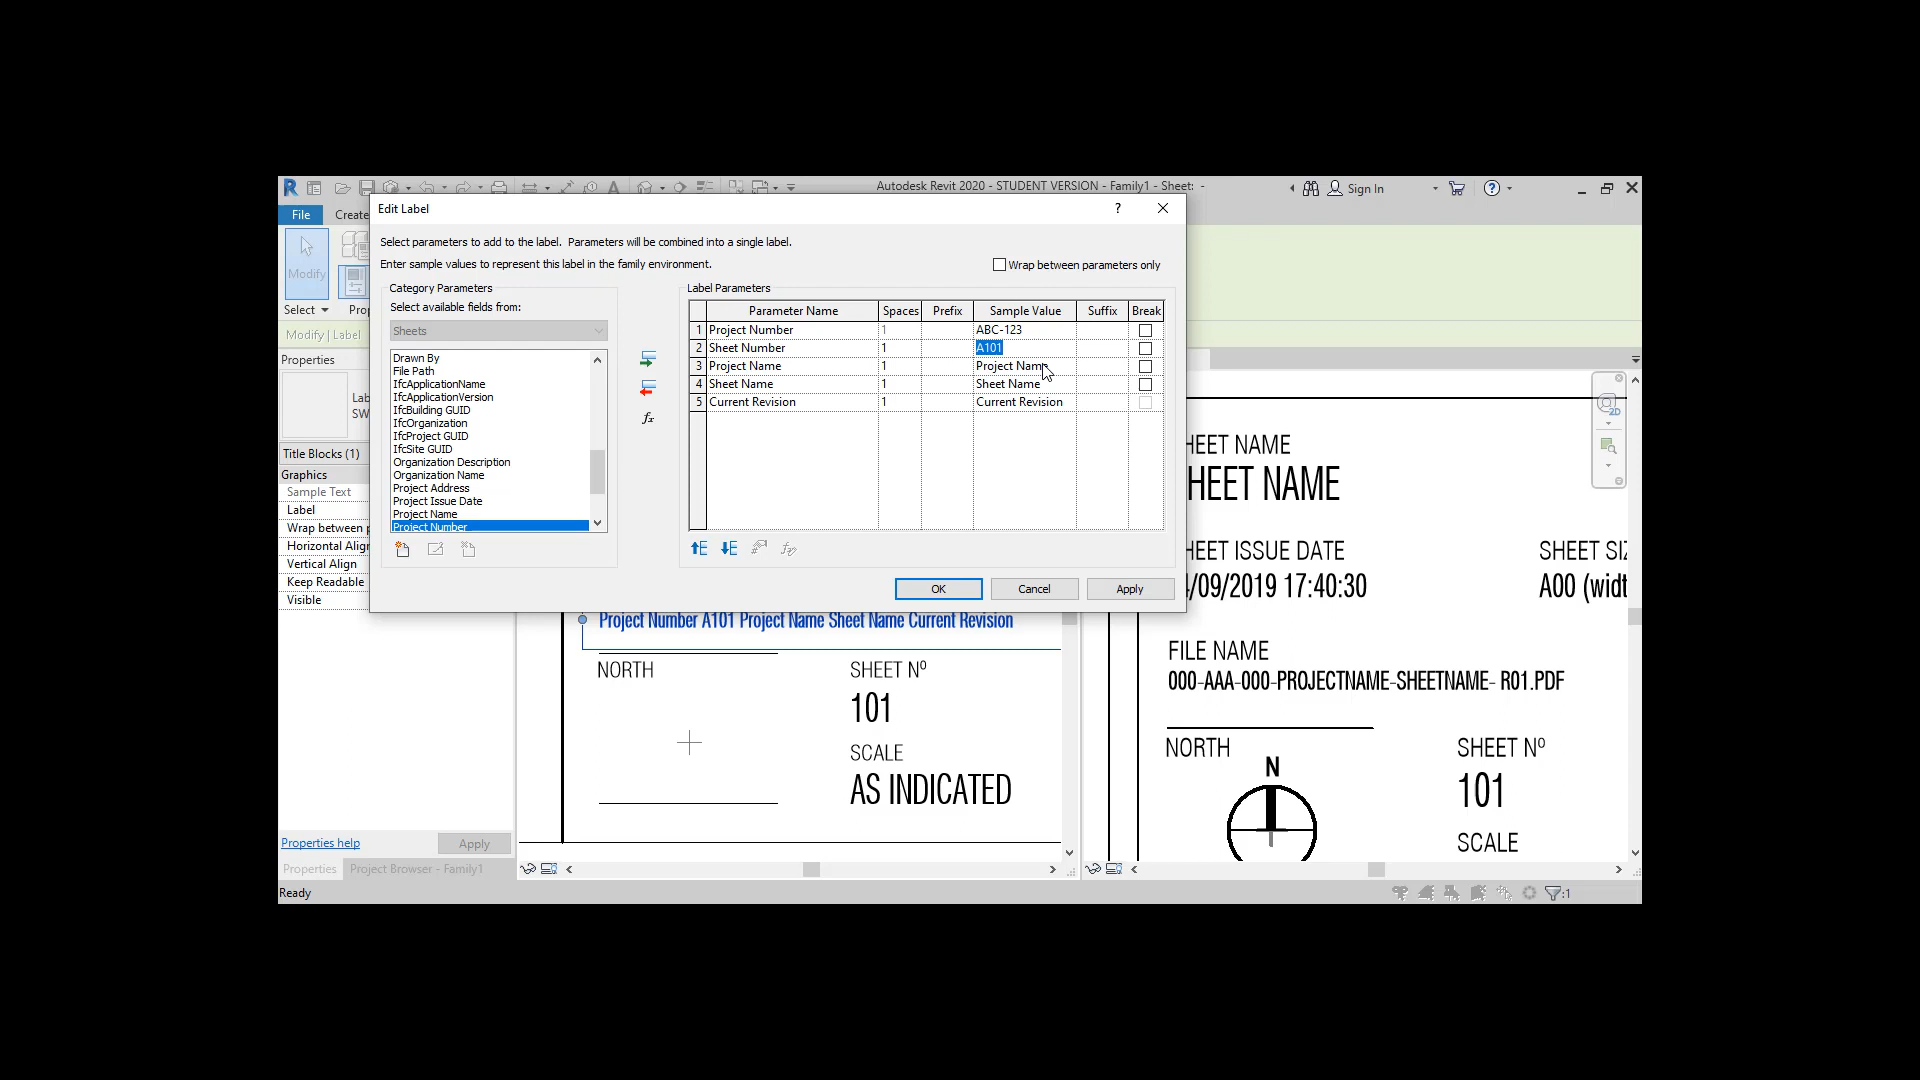 Autodesk Revit 2020 - STUDENT VERSION - Family1 - Sheet: -
Sign In
File
Create
Edit Label
Select parameters to add to the label. Parameters will be combined into a single label.
Enter sample values to represent this label in the family environment.
Wrap between parameters only
Modify
Select
Modify | Label
Properties
Title Blocks (1)
Graphics
Sample Text
Label
Wrap between p
Horizontal Align
Vertical Align
Keep Readable
Visible
Properties help
Apply
Properties
Project Browser - Family1
Ready
Category Parameters
Select available fields from:
Sheets
Drawn By
File Path
IfcApplicationName
IfcApplicationVersion
IfcBuilding GUID
IfcOrganization
IfcProject GUID
IfcSite GUID
Organization Description
Organization Name
Project Address
Project Issue Date
Project Name
Project Number
fx
Label Parameters
Parameter Name Spaces Prefix Sample Value Suffix Break
1 Project Number 1 ABC-123
2 Sheet Number 1 A101
3 Project Name 1 Project Name
4 Sheet Name 1 Sheet Name
5 Current Revision 1 Current Revision
OK
Cancel
Apply
Project Number A101 Project Name Sheet Name Current Revision
NORTH
SHEET Nº
101
SCALE
AS INDICATED
HEET NAME
HEET NAME
HEET ISSUE DATE
/09/2019 17:40:30
SHEET SIZ
A00 (widt
FILE NAME
000-AAA-000-PROJECTNAME-SHEETNAME- R01.PDF
NORTH
N
SHEET Nº
101
SCALE
2D
:1